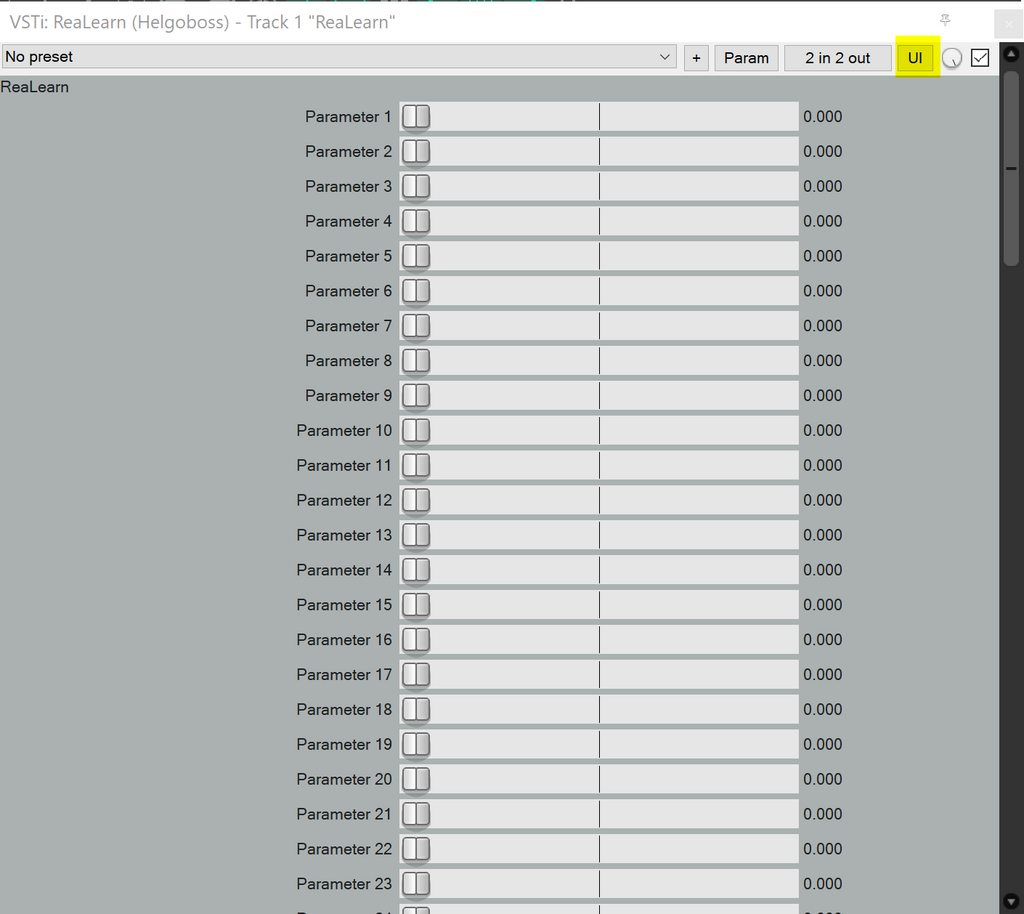 VSTi: ReaLearn (Helgoboss) - Track 1 "ReaLearn"
No preset + Param 2 in 2 out UI
ReaLearn
Parameter 1 0.000
Parameter 2 0.000
Parameter 3 0.000
Parameter 4 0.000
Parameter 5 0.000
Parameter 6 0.000
Parameter 7 0.000
Parameter 8 0.000
Parameter 9 0.000
Parameter 10 0.000
Parameter 11 0.000
Parameter 12 0.000
Parameter 13 0.000
Parameter 14 0.000
Parameter 15 0.000
Parameter 16 0.000
Parameter 17 0.000
Parameter 18 0.000
Parameter 19 0.000
Parameter 20 0.000
Parameter 21 0.000
Parameter 22 0.000
Parameter 23 0.000